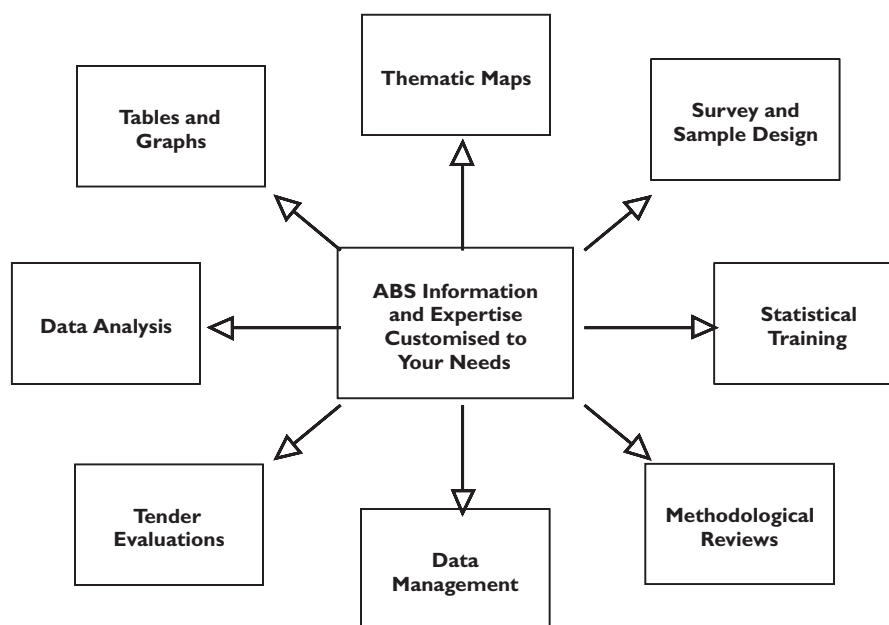 Thematic Maps
Tables and
Graphs
Survey and
Sample Design
ABS Information
and Expertise
Customised to
Your Needs
Data Analysis
Statistical
Training
Tender
Evaluations
Data
Management
Methodological
Reviews